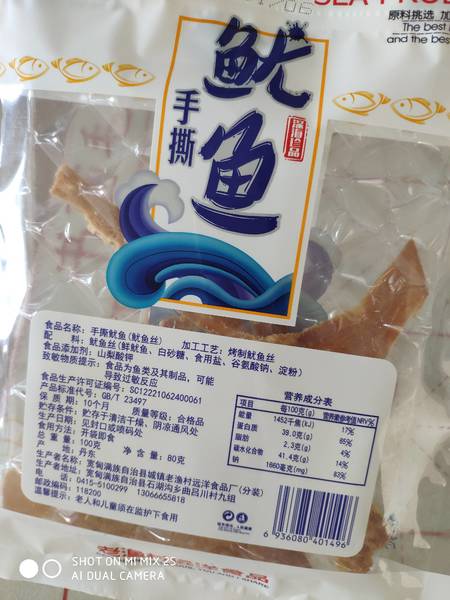 原料挑选
The best
and the bes
手撕
鱿鱼
深海珍品
食品名称：手撕鱿鱼(鱿鱼丝) 加工工艺：烤制鱿鱼丝
配 料：鱿鱼丝(鲜鱿鱼、白砂糖、食用盐、谷氨酸钠、淀粉)
食品添加剂：山梨酸钾
致敏物质提示：食品为鱼类及其制品，可能
导致过敏反应
食品生产许可证编号：SC12221062400061
产品标准代号：GB/T 23497
保 质 期：10个月 质量等级：合格品
贮存条件：贮存于清洁干燥、阴凉通风处
生产日期：见封口或喷码处
食用方法：开袋即食
总 重 量：100克 净 含 量：80克
产 地：丹东
生产者名称：宽甸满族自治县城镇老渔村远洋食品厂(分装)
地 址：宽甸满族自治县石湖沟乡曲吕川村九组
电 话：0415-5100299 13066655818
邮政编码：118200
温馨提示：老人和儿童须在监护下食用
营养成分表
项目 每100克(g) 营养素参考值NRV%
能量 1452千焦(kJ) 17%
蛋白质 39.0克(g) 65%
脂肪 2.3克(g) 4%
碳水化合物 41.4克(g) 14%
钠 1660毫克(mg) 83%
6 936080 401496
SHOT ON MI MIX 2S
AI DUAL CAMERA